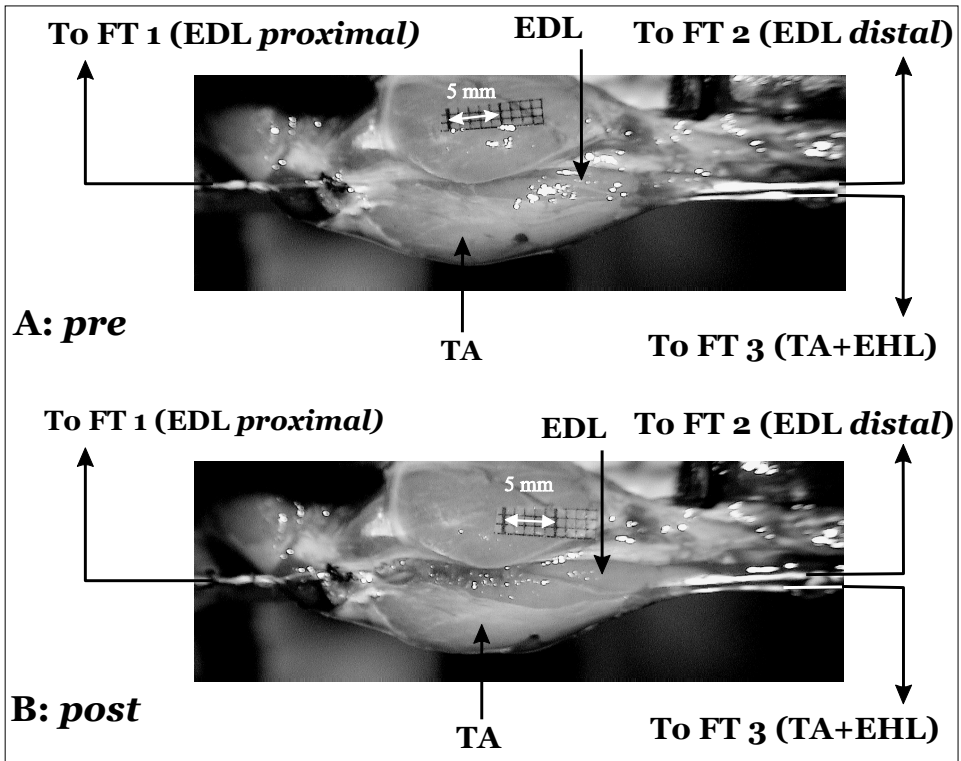 To FT 1 (EDL proximal)
EDL
To FT 2 (EDL distal)
5 mm
A: pre
TA
To FT 3 (TA+EHL)
To FT 1 (EDL proximal)
EDL
To FT 2 (EDL distal)
5 mm
B: post
TA
To FT 3 (TA+EHL)